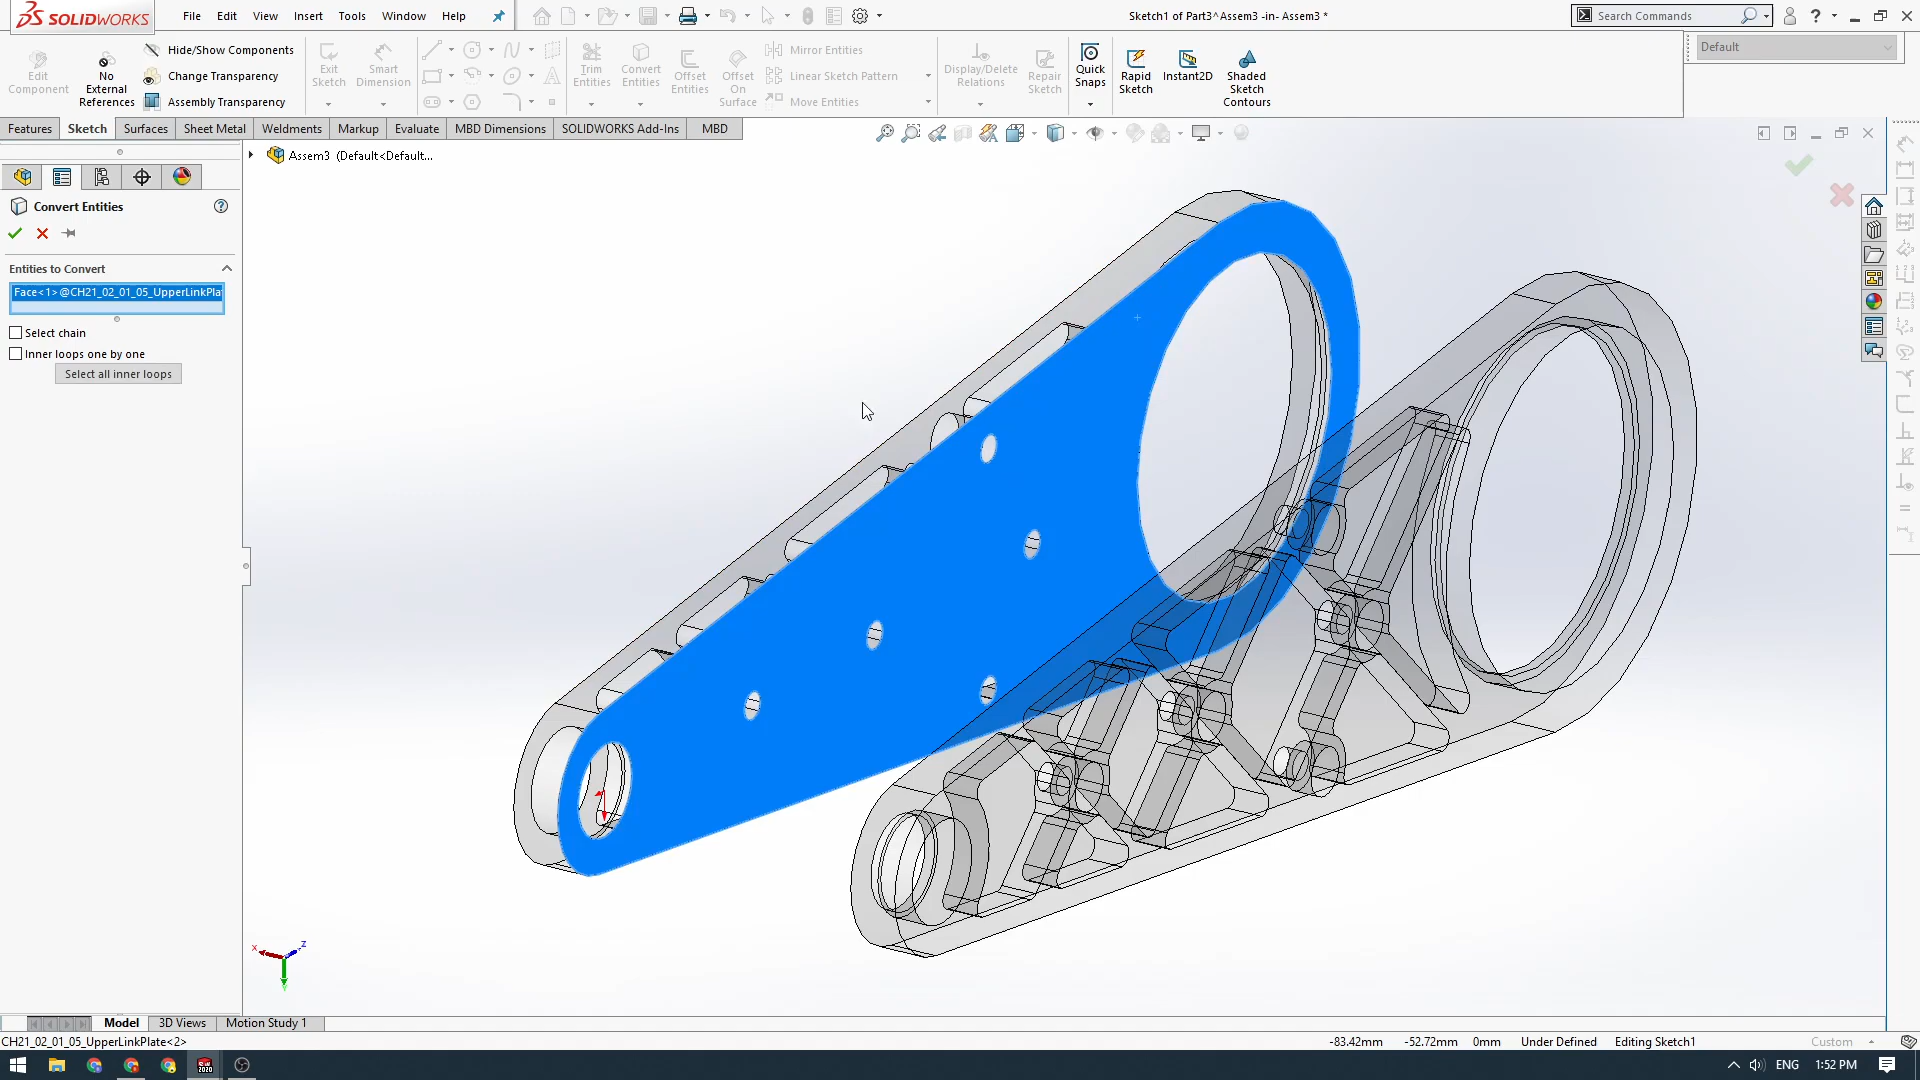 SOLIDWORKS
File Edit View Insert Tools Window Help
Sketch1 of Part3^Assem3 -in- Assem3 *
Search Commands
Edit Component
No External References
Hide/Show Components
Change Transparency
Assembly Transparency
Exit Sketch
Smart Dimension
Trim Entities
Convert Entities
Offset Entities
Offset On Surface
Mirror Entities
Linear Sketch Pattern
Move Entities
Display/Delete Relations
Repair Sketch
Quick Snaps
Rapid Sketch
Instant2D
Shaded Sketch Contours
Default
Features Sketch Surfaces Sheet Metal Weldments Markup Evaluate MBD Dimensions SOLIDWORKS Add-Ins MBD
Assem3 (Default<Default...
Convert Entities
Entities to Convert
Face<1>@CH21_02_01_05_UpperLinkPla
Select chain
Inner loops one by one
Select all inner loops
X
Z
Y
Model 3D Views Motion Study 1
CH21_02_01_05_UpperLinkPlate<2>
-83.42mm -52.72mm 0mm Under Defined Editing Sketch1 Custom
ENG 1:52 PM